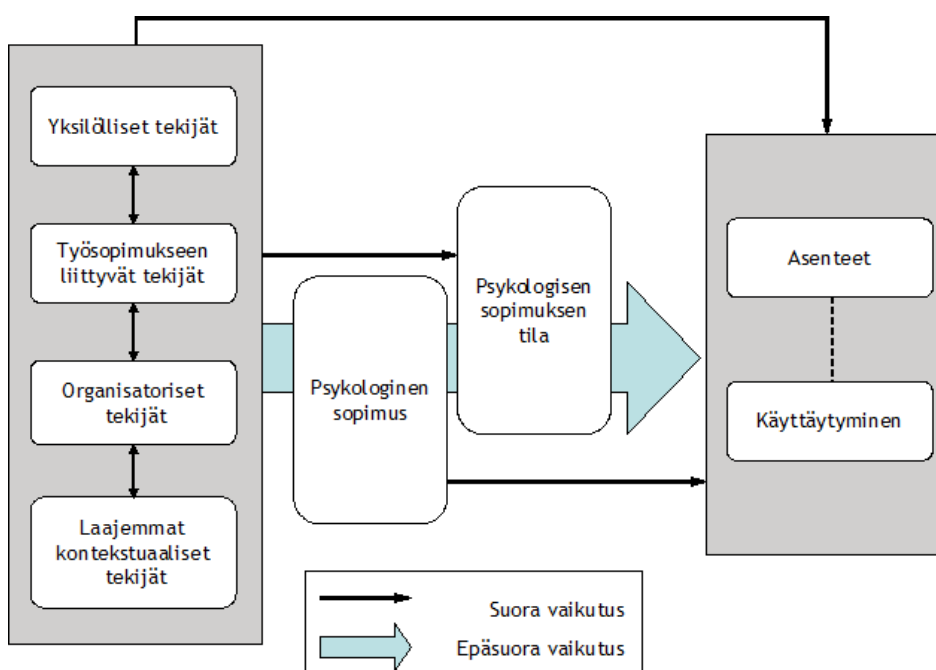 Yksilölliset tekijät
Työsopimukseen
liittyvät tekijät
Organisatoriset
tekijät
Laajemmat
kontekstuaaliset
tekijät
Psykologinen
sopimus
Psykologisen
sopimuksen
tila
Asenteet
Käyttäytyminen
Suora vaikutus
Epäsuora vaikutus